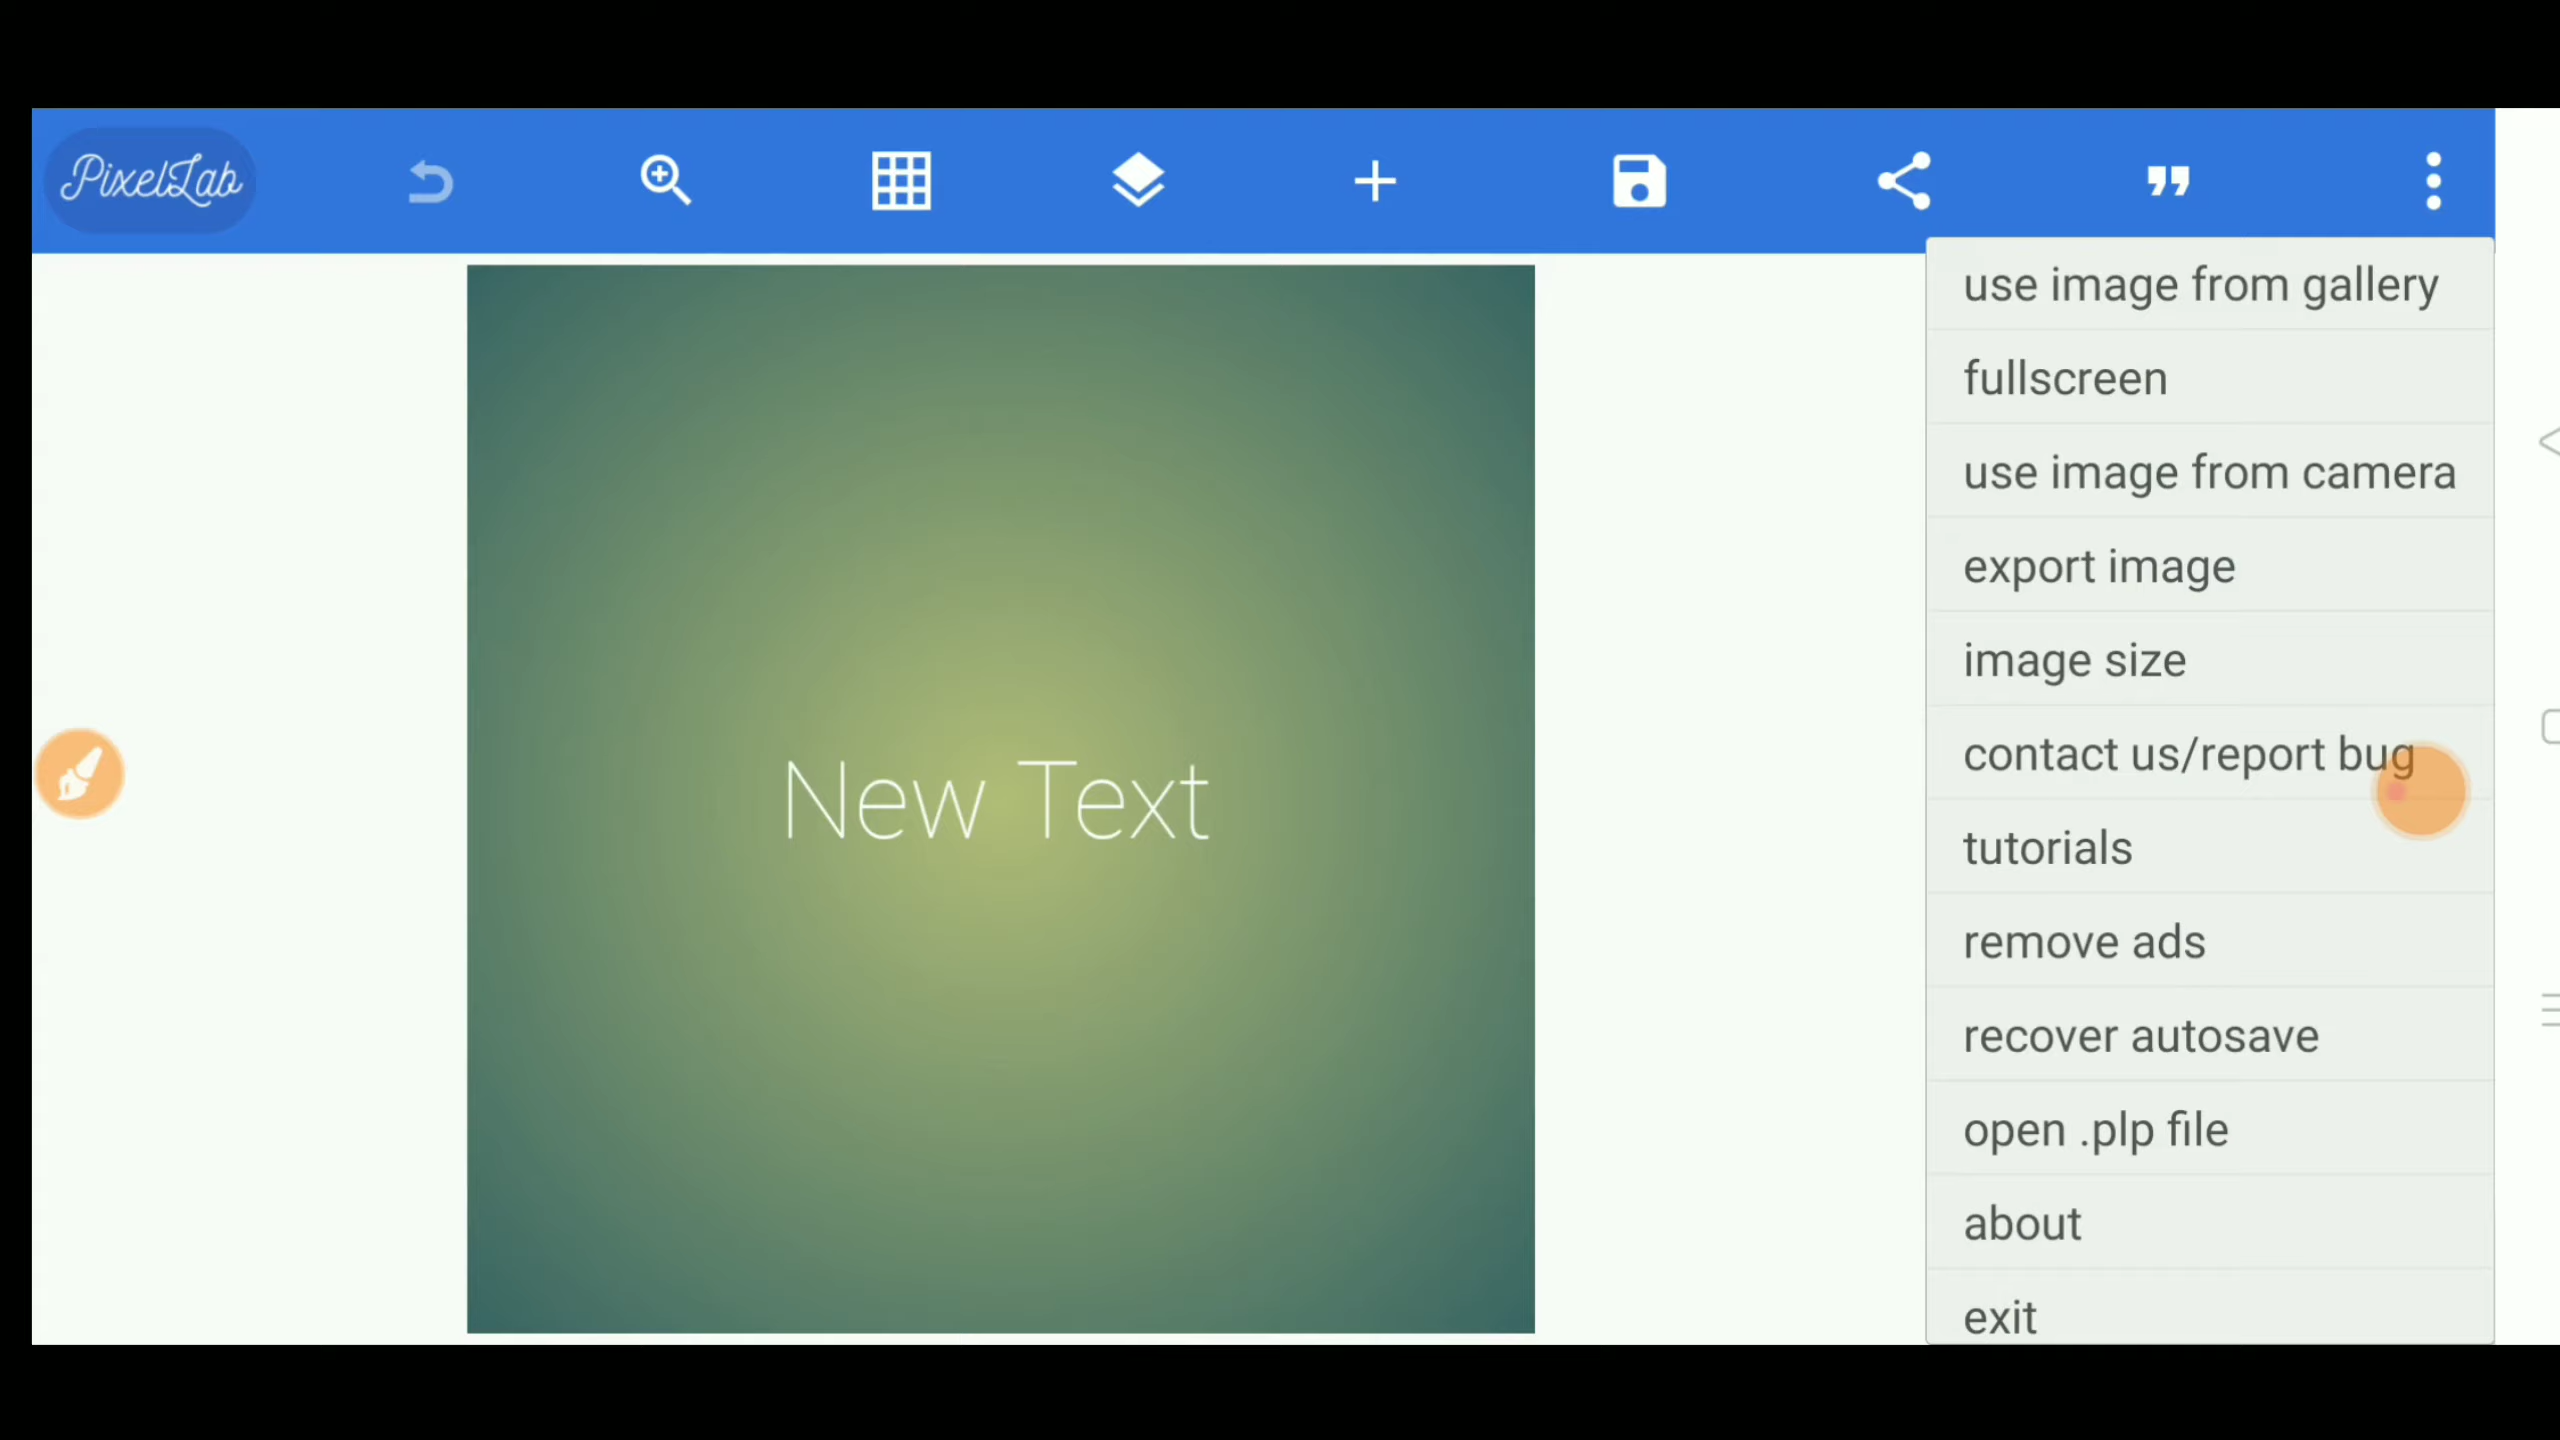 PixelLab
use image from gallery
fullscreen
use image from camera
export image
image size
contact us/report bug
tutorials
remove ads
recover autosave
open .plp file
about
exit
New Text